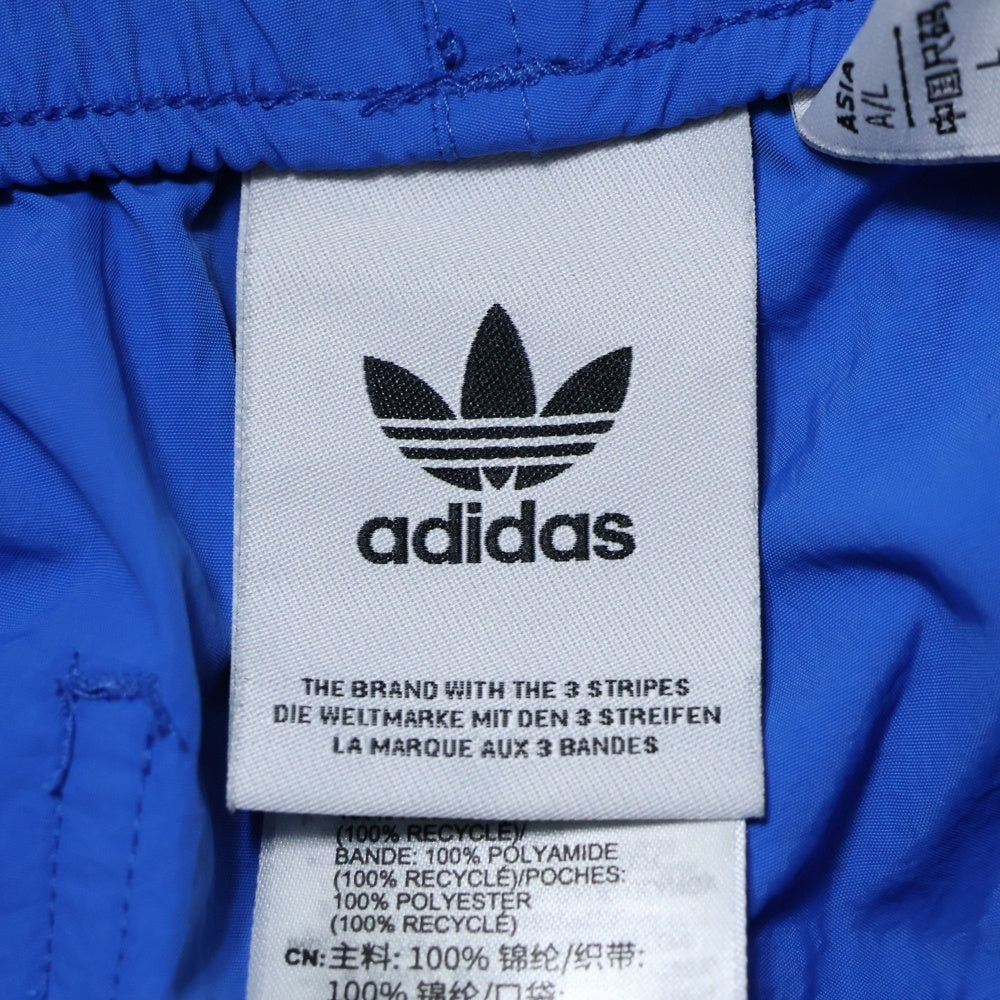 ASIA
A/L
中国尺码
L
adidas
THE BRAND WITH THE 3 STRIPES
DIE WELTMARKE MIT DEN 3 STREIFEN
LA MARQUE AUX 3 BANDES
(100% RECYCLÉ)/
BANDE: 100% POLYAMIDE
(100% RECYCLÉ)/POCHES:
100% POLYESTER
(100% RECYCLÉ)
CN: 主料: 100% 锦纶/织带:
100% 锦纶/口袋: